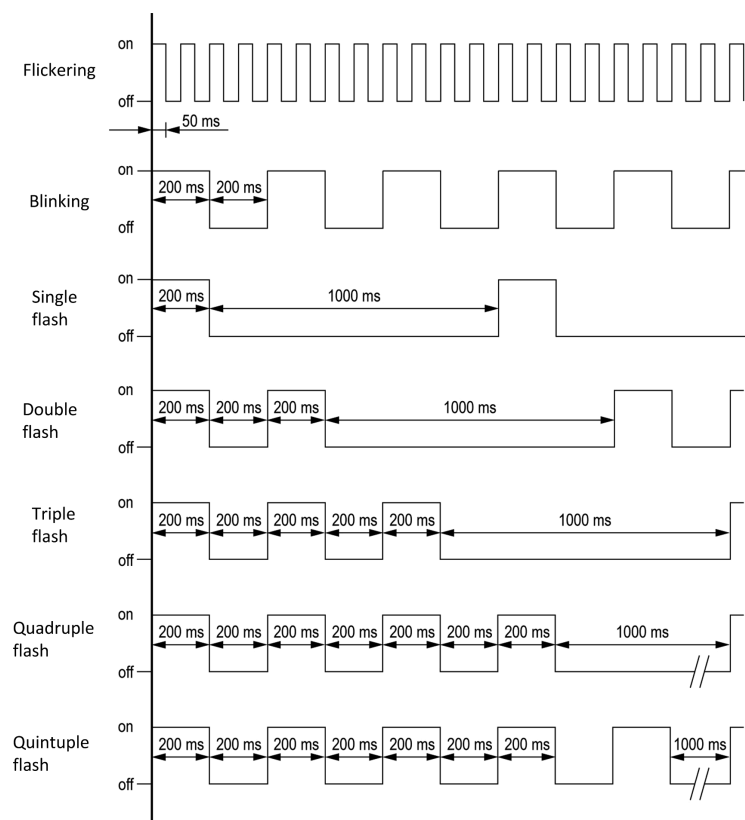 on
Flickering
off
50 ms
on
200 ms 200 ms
Blinking
off
on
Single
200 ms 1000 ms
flash
off
on
Double
200 ms 200 ms 200 ms 1000 ms
flash
off
on
Triple
200 ms 200 ms 200 ms 200 ms 200 ms 1000 ms
flash
off
on
Quadruple
200 ms 200 ms 200 ms 200 ms 200 ms 200 ms 200 ms 1000 ms
flash
off
on
Quintuple
200 ms 200 ms 200 ms 200 ms 200 ms 200 ms 200 ms 1000 ms
flash
off